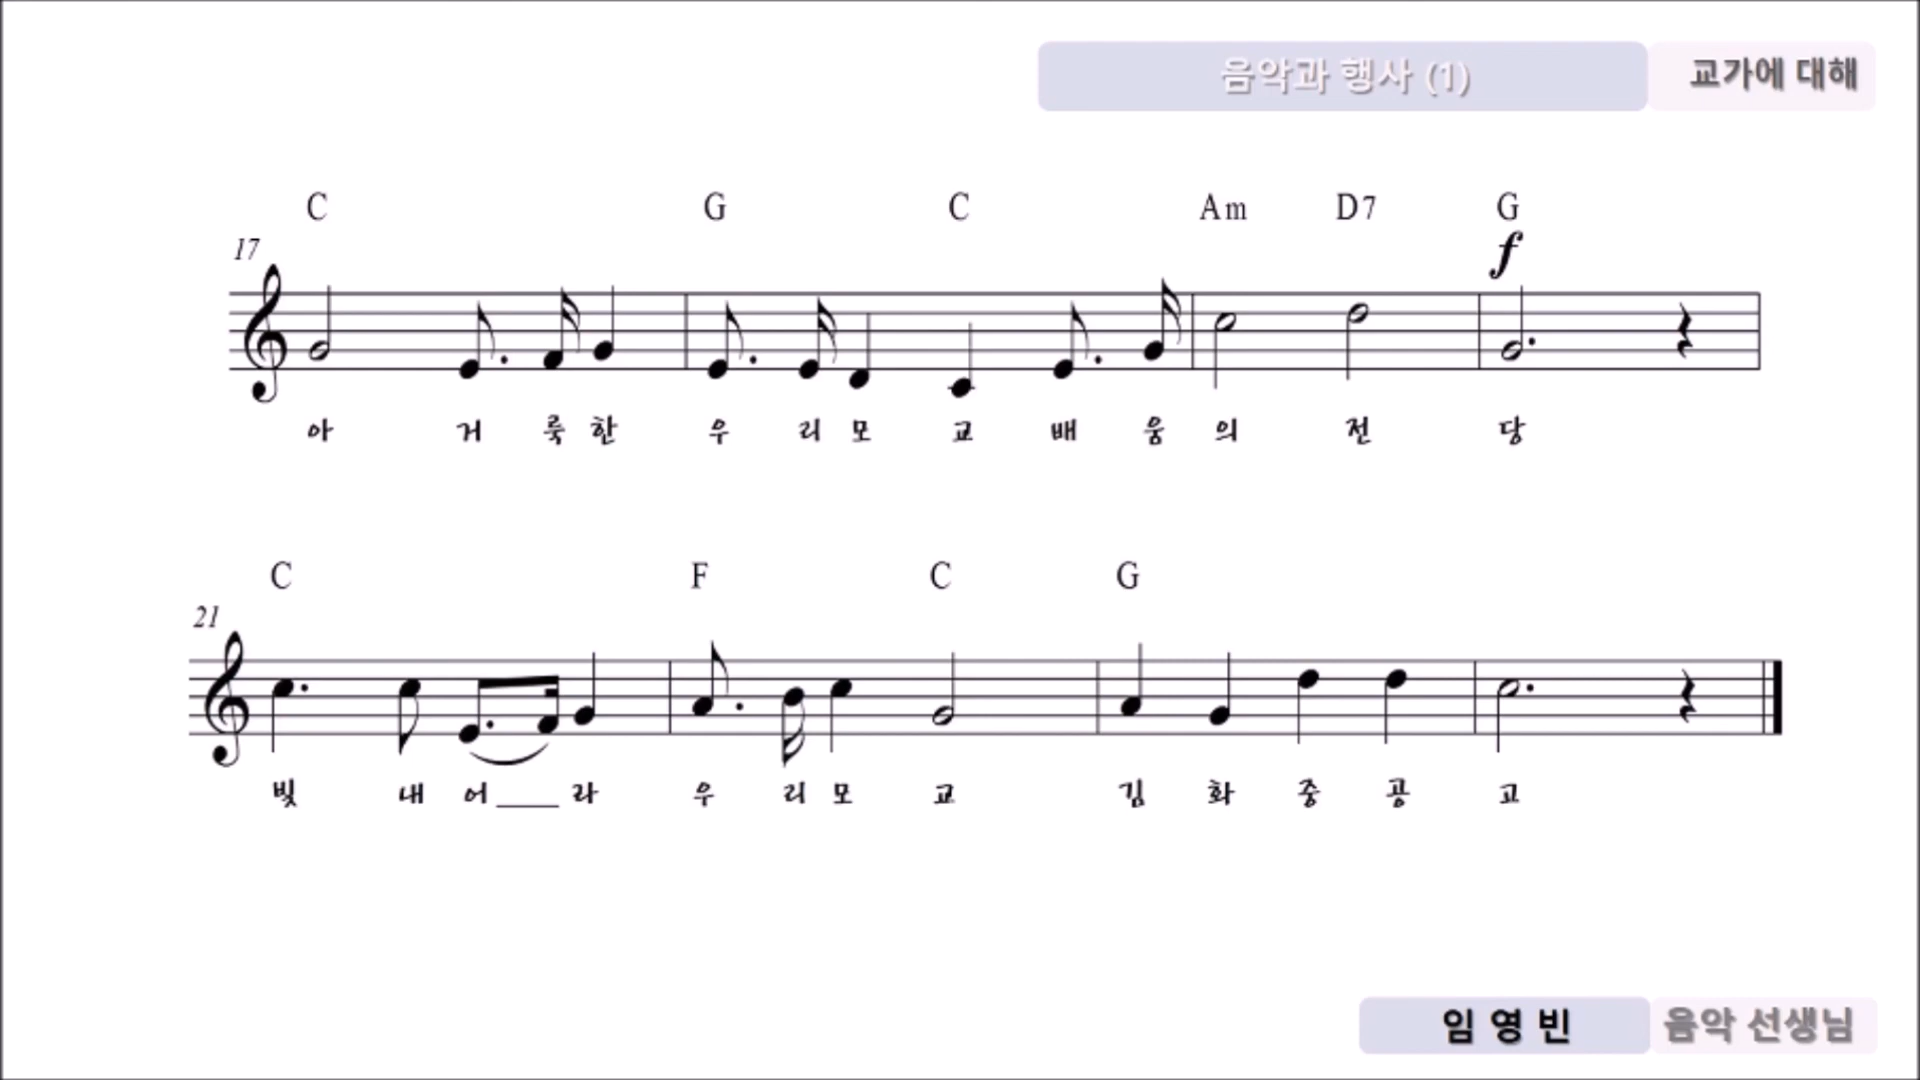 음악과 행사 (1) 교가에 대해
C G C Am D7 G
17 f
아 거 룩 한 우 리 모 교 배 움 의 전 당
C F C G
21
빛 내 어 ___ 라 우 리 모 교 김 화 중 공 고
임 영 빈 음악 선생님